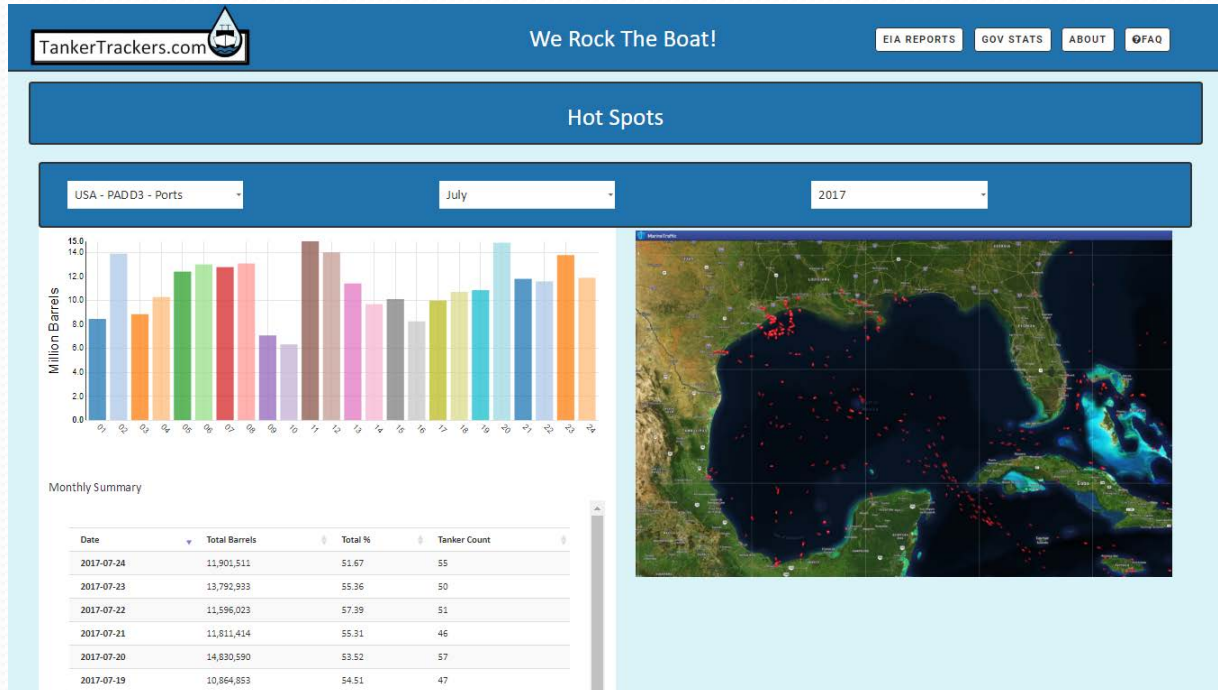 TankerTrackers.com
We Rock The Boat!
EIA REPORTS
GOV STATS
ABOUT
FAQ
Hot Spots
USA - PADD3 - Ports
July
2017
15.0
14.0
12.0
10.0
8.0
6.0
4.0
2.0
0.0
Million Barrels
01 02 03 04 05 06 07 08 09 10 11 12 13 14 15 16 17 18 19 20 21 22 23 24
MarineTraffic
LOUISIANA
FLORIDA
Cuba
Monthly Summary
Date Total Barrels Total % Tanker Count
2017-07-24 11,901,511 51.67 55
2017-07-23 13,792,933 55.36 50
2017-07-22 11,596,023 57.39 51
2017-07-21 11,811,414 55.31 46
2017-07-20 14,830,590 53.52 57
2017-07-19 10,864,853 54.51 47